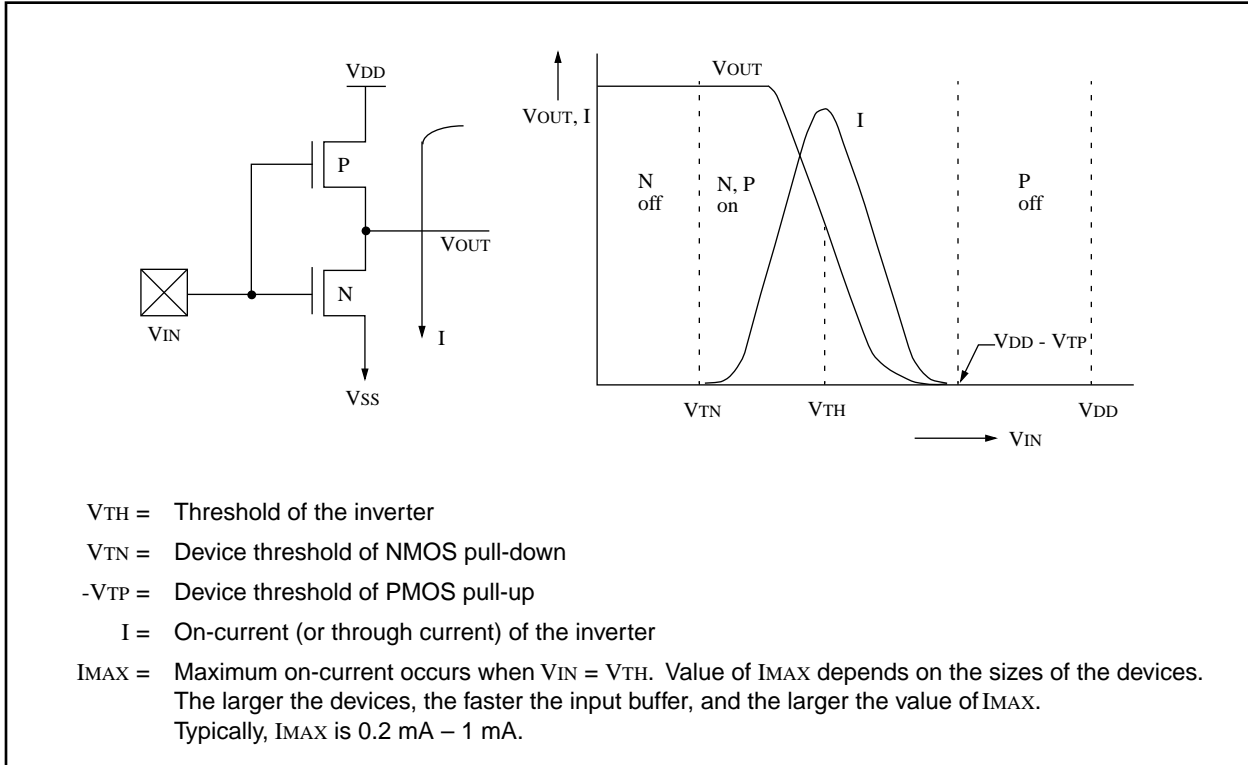 VDD
P
VOUT
N
VIN
I
VSS
VOUT, I
VOUT
I
N
off
N, P
on
P
off
VDD - VTP
VTN
VTH
VDD
VIN
VTH = Threshold of the inverter
VTN = Device threshold of NMOS pull-down
-VTP = Device threshold of PMOS pull-up
I = On-current (or through current) of the inverter
IMAX = Maximum on-current occurs when VIN = VTH. Value of IMAX depends on the sizes of the devices.
The larger the devices, the faster the input buffer, and the larger the value of IMAX.
Typically, IMAX is 0.2 mA – 1 mA.